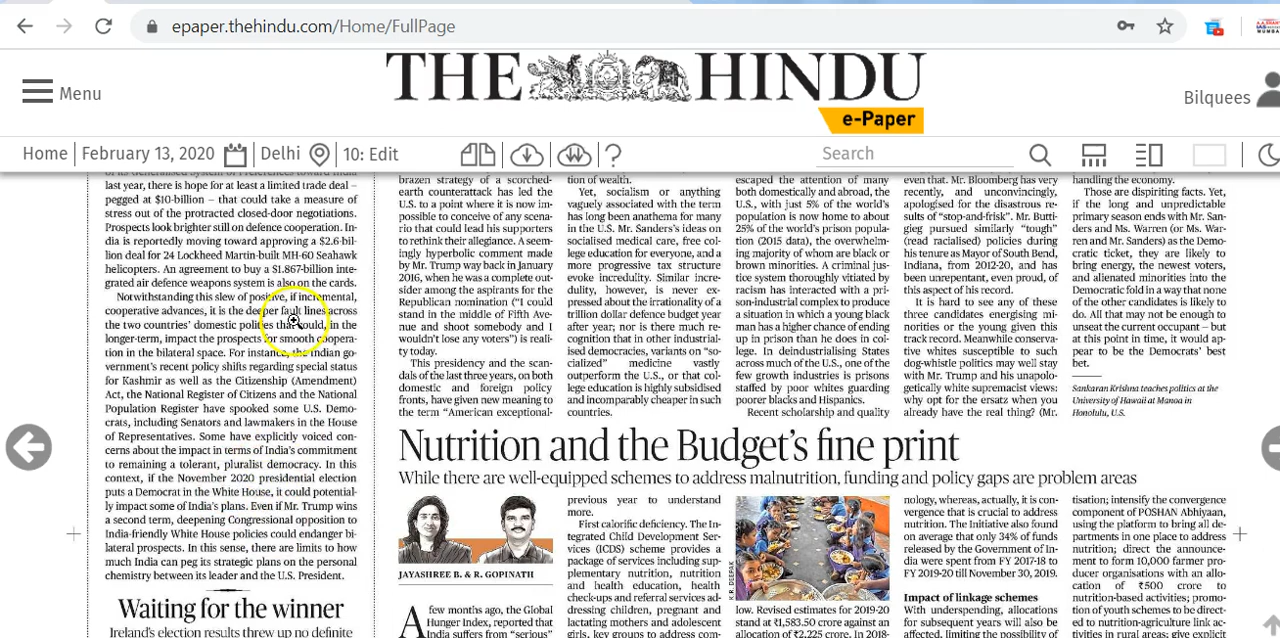 epaper.thehindu.com/Home/FullPage
Menu
THE HINDU
e-Paper
Bilquees
Home
February 13, 2020
Delhi
10: Edit
?
Search
last year, there is hope for at least a limited trade deal –
pegged at $10-billion – that could take a measure of
stress out of the protracted closed-door negotiations.
Prospects look brighter still on defence cooperation. In-
dia is reportedly moving toward approving a $2.6-bil-
lion deal for 24 Lockheed Martin-built MH-60 Seahawk
helicopters. An agreement to buy a $1.867-billion inte-
grated air defence weapons system is also on the cards.
Notwithstanding this slew of positive, if incremental,
cooperative advances, it is the deeper fault lines across
the two countries' domestic polities that could, in the
longer-term, impact the prospects for smooth coopera-
tion in the bilateral space. For instance, the Indian go-
vernment's recent policy shifts regarding special status
for Kashmir as well as the Citizenship (Amendment)
Act, the National Register of Citizens and the National
Population Register have spooked some U.S. Demo-
crats, including Senators and lawmakers in the House
of Representatives. Some have explicitly voiced con-
cerns about the impact in terms of India's commitment
to remaining a tolerant, pluralist democracy. In this
context, if the November 2020 presidential election
puts a Democrat in the White House, it could potential-
ly impact some of India's plans. Even if Mr. Trump wins
a second term, deepening Congressional opposition to
India-friendly White House policies could endanger bi-
lateral prospects. In this sense, there are limits to how
much India can peg its strategic plans on the personal
chemistry between its leader and the U.S. President.
Waiting for the winner
Ireland's election results threw up no definite
brazen strategy of a scorched-
earth counterattack has led the
U.S. to a point where it is now im-
possible to conceive of any scena-
rio that could lead his supporters
to rethink their allegiance. A seem-
ingly hyperbolic comment made
by Mr. Trump way back in January
2016, when he was a complete out-
sider among the aspirants for the
Republican nomination ("I could
stand in the middle of Fifth Ave-
nue and shoot somebody and I
wouldn't lose any voters") is reali-
ty today.
This presidency and the scan-
dals of the last three years, on both
domestic and foreign policy
fronts, have given new meaning to
the term "American exceptional-
tion of wealth.
Yet, socialism or anything
vaguely associated with the term
has long been anathema for many
in the U.S. Mr. Sanders's ideas on
socialised medical care, free col-
lege education for everyone, and a
more progressive tax structure
evoke incredulity. Similar incre-
dulity, however, is never ex-
pressed about the irrationality of a
trillion dollar defence budget year
after year; nor is there much re-
cognition that in other industrial-
ised democracies, variants on "so-
cialized" medicine vastly
outperform the U.S., or that col-
lege education is highly subsidised
and incomparably cheaper in such
countries.
escaped the attention of many
both domestically and abroad, the
U.S., with just 5% of the world's
population is now home to about
25% of the world's prison popula-
tion (2015 data), the overwhelm-
ing majority of whom are black or
brown minorities. A criminal jus-
tice system thoroughly vitiated by
racism has interacted with a pri-
son-industrial complex to produce
a situation in which a young black
man has a higher chance of ending
up in prison than he does in col-
lege. In deindustrialising States
across much of the U.S., one of the
few growth industries is prisons
staffed by poor whites guarding
poorer blacks and Hispanics.
Recent scholarship and quality
even that. Mr. Bloomberg has very
recently, and unconvincingly,
apologised for the disastrous re-
sults of "stop-and-frisk". Mr. Butti-
gieg pursued similarly "tough"
(read racialised) policies during
his tenure as Mayor of South Bend,
Indiana, from 2012-20, and has
been unrepentant, even proud, of
this aspect of his record.
It is hard to see any of these
three candidates energising mi-
norities or the young given this
track record. Meanwhile conserva-
tive whites susceptible to such
dog-whistle politics may well stay
with Mr. Trump and his unapolo-
getically white supremacist views:
why opt for the ersatz when you
already have the real thing? (Mr.
handling the economy.
Those are dispiriting facts. Yet,
if the long and unpredictable
primary season ends with Mr. San-
ders and Ms. Warren (or Ms. War-
ren and Mr. Sanders) as the Demo-
cratic ticket, they are likely to
bring energy, the newest voters,
and alienated minorities into the
Democratic fold in a way that none
of the other candidates is likely to
do. All that may not be enough to
unseat the current occupant – but
at this point in time, it would ap-
pear to be the Democrats' best
bet.
Sankaran Krishna teaches politics at the
University of Hawaii at Manoa in
Honolulu, U.S.
Nutrition and the Budget's fine print
While there are well-equipped schemes to address malnutrition, funding and policy gaps are problem areas
JAYASHREE B. & R. GOPINATH
A few months ago, the Global
Hunger Index, reported that
India suffers from "serious"
previous year to understand
more.
First calorific deficiency. The In-
tegrated Child Development Ser-
vices (ICDS) scheme provides a
package of services including sup-
plementary nutrition, nutrition
and health education, health
check-ups and referral services ad-
dressing children, pregnant and
lactating mothers and adolescent
girls, key groups to address com-
K.R. DEEPAK
low. Revised estimates for 2019-20
stand at ₹1,583.50 crore against an
allocation of ₹2,225 crore. In 2018-
nology, whereas, actually, it is con-
vergence that is crucial to address
nutrition. The Initiative also found
on average that only 34% of funds
released by the Government of In-
dia were spent from FY 2017-18 to
FY 2019-20 till November 30, 2019.
Impact of linkage schemes
With underspending, allocations
for subsequent years will also be
affected, limiting the possibility of
tisation; intensify the convergence
component of POSHAN Abhiyaan,
using the platform to bring all de-
partments in one place to address
nutrition; direct the announce-
ment to form 10,000 farmer pro-
ducer organisations with an allo-
cation of ₹500 crore to
nutrition-based activities; promo-
tion of youth schemes to be direct-
ed to nutrition-agriculture link ac-
tivities in rural areas; give